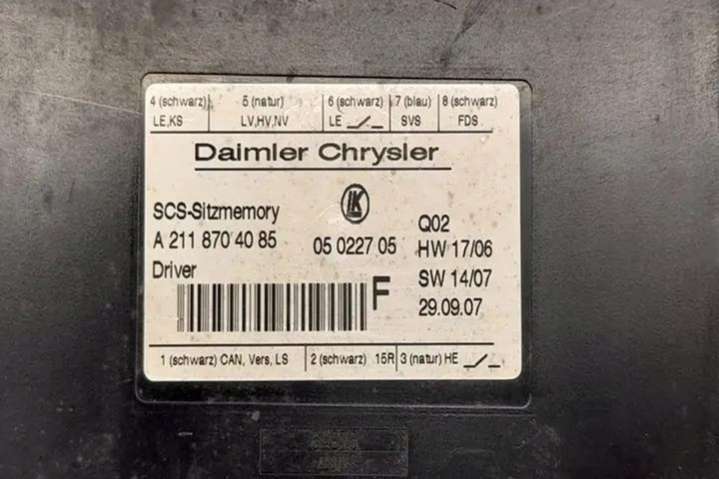 4 (schwarz) 5 (natur) 6 (schwarz) 7 (blau) 8 (schwarz)
LE,KS LV,HV,NV LE SVS FDS
Daimler Chrysler
SCS-Sitzmemory LK Q02
A 211 870 40 85 05 0227 05 HW 17/06
Driver SW 14/07
F 29.09.07
1 (schwarz) CAN, Vers, LS 2 (schwarz) 15R 3 (natur) HE